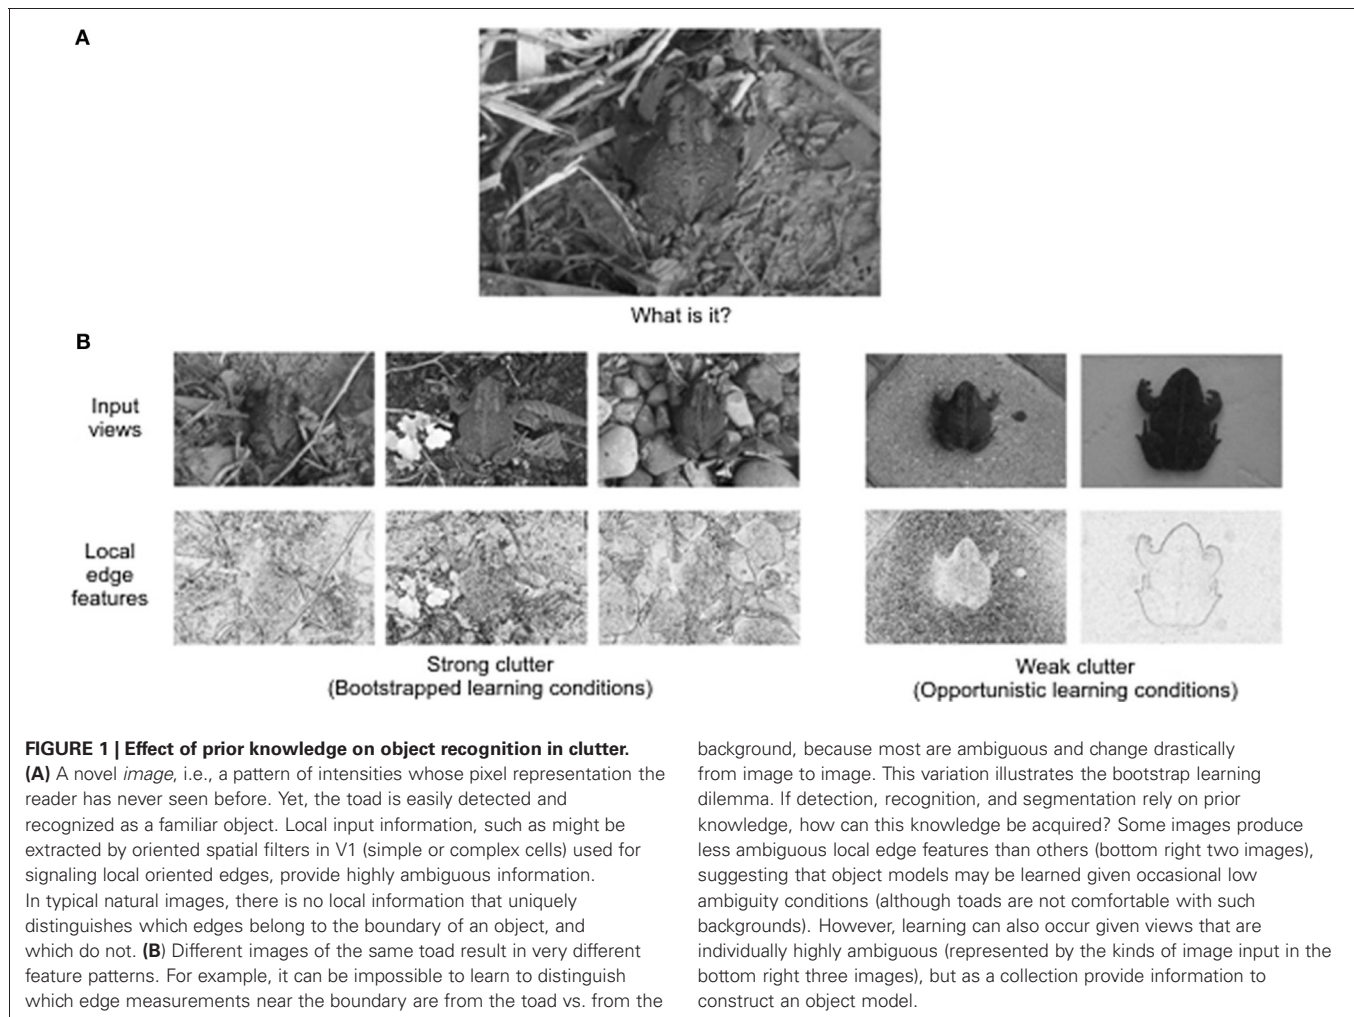 A
What is it?
B
Input
views
Local
edge
features
Strong clutter
(Bootstrapped learning conditions)
Weak clutter
(Opportunistic learning conditions)
FIGURE 1 | Effect of prior knowledge on object recognition in clutter.
(A) A novel image, i.e., a pattern of intensities whose pixel representation the
reader has never seen before. Yet, the toad is easily detected and
recognized as a familiar object. Local input information, such as might be
extracted by oriented spatial filters in V1 (simple or complex cells) used for
signaling local oriented edges, provide highly ambiguous information.
In typical natural images, there is no local information that uniquely
distinguishes which edges belong to the boundary of an object, and
which do not. (B) Different images of the same toad result in very different
feature patterns. For example, it can be impossible to learn to distinguish
which edge measurements near the boundary are from the toad vs. from the
background, because most are ambiguous and change drastically
from image to image. This variation illustrates the bootstrap learning
dilemma. If detection, recognition, and segmentation rely on prior
knowledge, how can this knowledge be acquired? Some images produce
less ambiguous local edge features than others (bottom right two images),
suggesting that object models may be learned given occasional low
ambiguity conditions (although toads are not comfortable with such
backgrounds). However, learning can also occur given views that are
individually highly ambiguous (represented by the kinds of image input in the
bottom right three images), but as a collection provide information to
construct an object model.